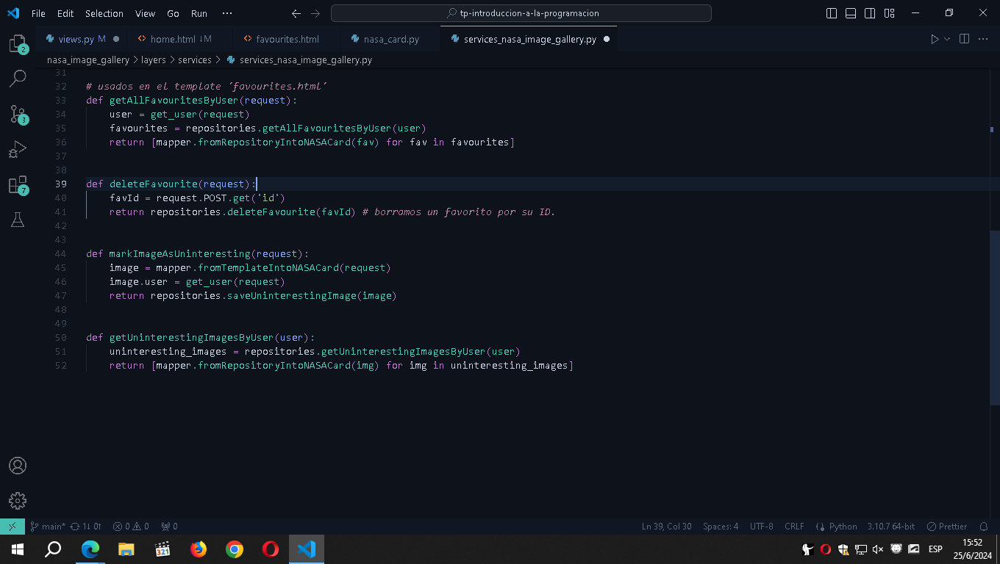 File Edit Selection View Go Run ··· tp-introduccion-a-la-programacion
views.py M home.html ↓M favourites.html nasa_card.py services_nasa_image_gallery.py
nasa_image_gallery > layers > services > services_nasa_image_gallery.py
31
32 # usados en el template ´favourites.html´
33 def getAllFavouritesByUser(request):
34 user = get_user(request)
35 favourites = repositories.getAllFavouritesByUser(user)
36 return [mapper.fromRepositoryIntoNASACard(fav) for fav in favourites]
37
38
39 def deleteFavourite(request):
40 favId = request.POST.get('id')
41 return repositories.deleteFavourite(favId) # borramos un favorito por su ID.
42
43
44 def markImageAsUninteresting(request):
45 image = mapper.fromTemplateIntoNASACard(request)
46 image.user = get_user(request)
47 return repositories.saveUninterestingImage(image)
48
49
50 def getUninterestingImagesByUser(user):
51 uninteresting_images = repositories.getUninterestingImagesByUser(user)
52 return [mapper.fromRepositoryIntoNASACard(img) for img in uninteresting_images]
2
3
7
main* 1↓ 0↑ 0 0 0 Ln 39, Col 30 Spaces: 4 UTF-8 CRLF Python 3.10.7 64-bit Prettier
321 ESP 15:52
25/6/2024